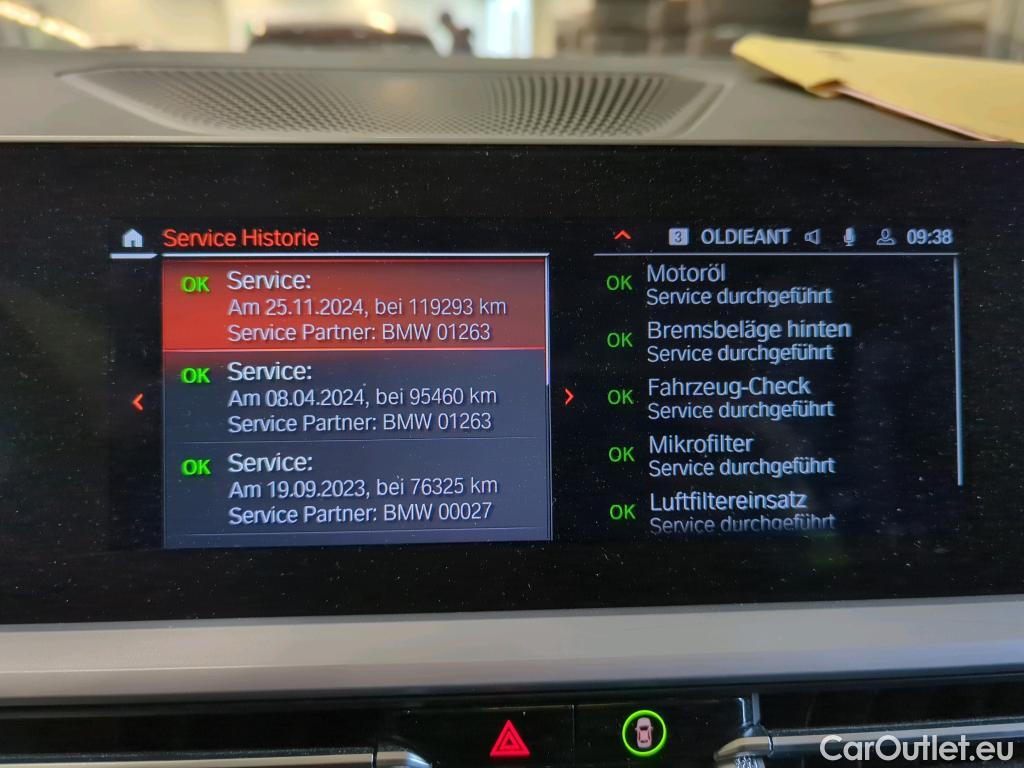 Service Historie
3 OLDIEANT 09:38
OK Service:
Am 25.11.2024, bei 119293 km
Service Partner: BMW 01263
OK Service:
Am 08.04.2024, bei 95460 km
Service Partner: BMW 01263
OK Service:
Am 19.09.2023, bei 76325 km
Service Partner: BMW 00027
OK Motoröl
Service durchgeführt
OK Bremsbeläge hinten
Service durchgeführt
OK Fahrzeug-Check
Service durchgeführt
OK Mikrofilter
Service durchgeführt
OK Luftfiltereinsatz
Service durchgeführt
CarOutlet.eu